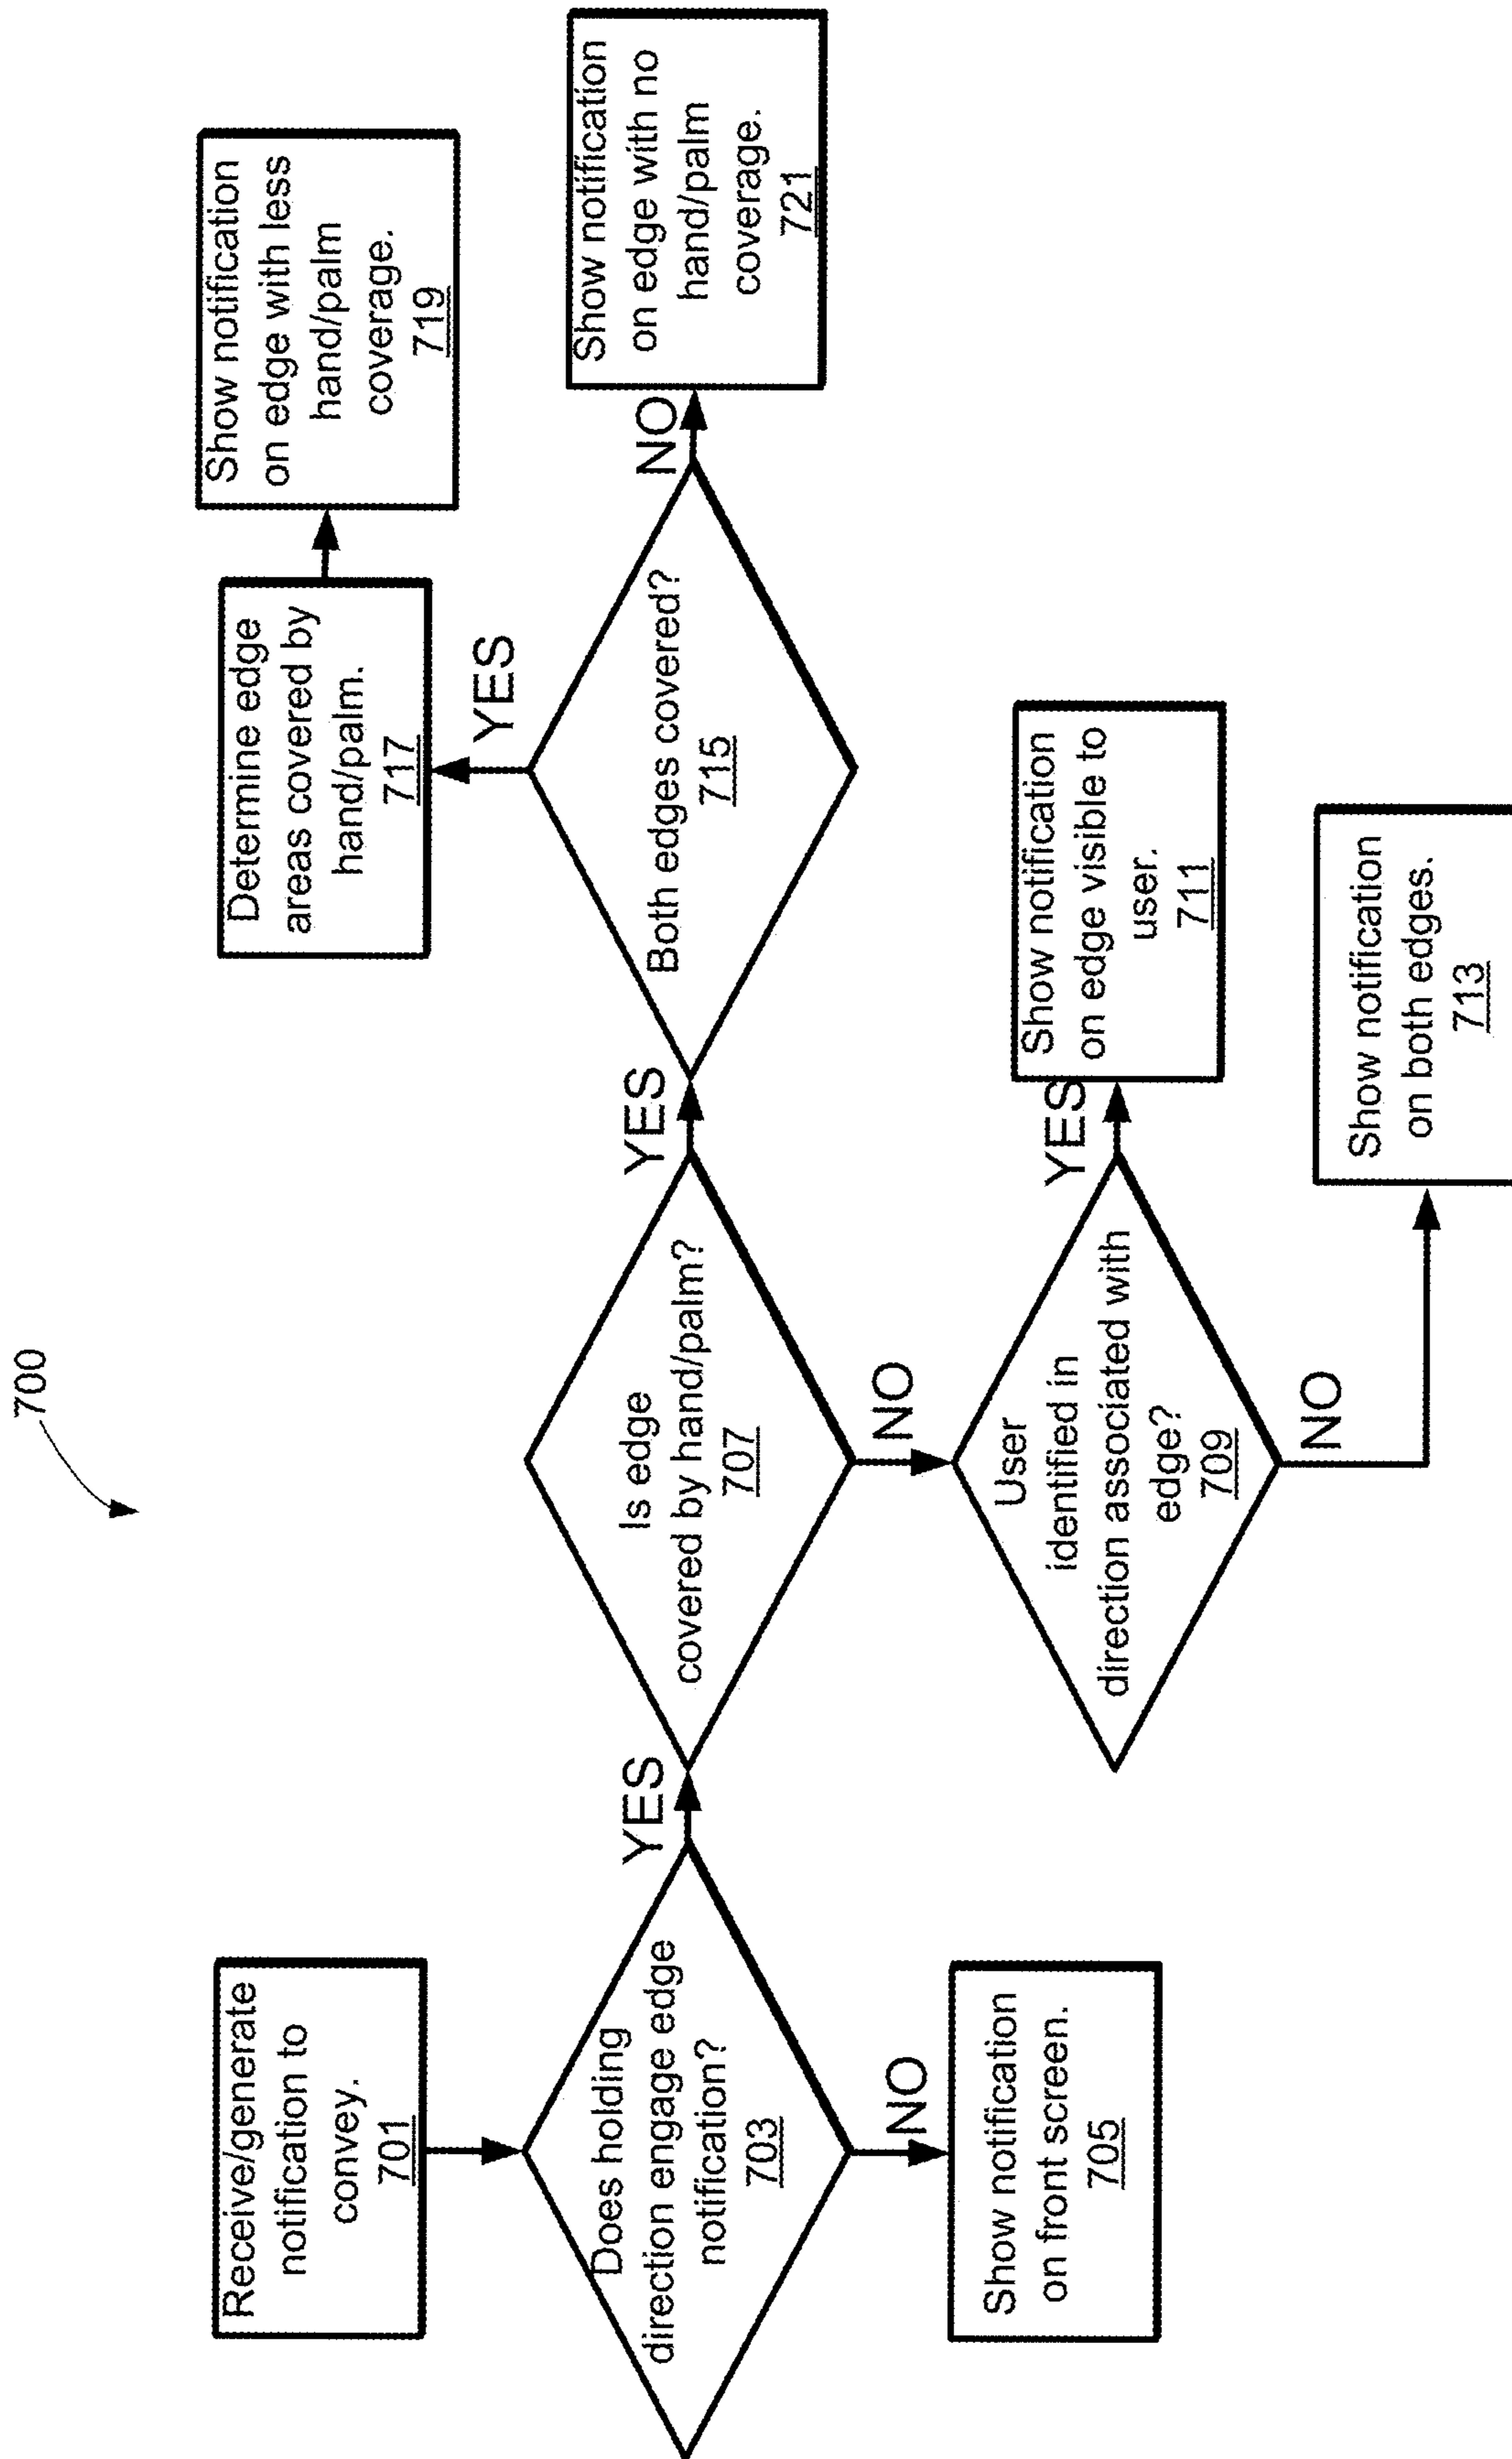 700
Receive/generate
notification to
convey.
701
Does holding
direction engage edge
notification?
703
YES
NO
Show notification
on front screen.
705
Is edge
covered by hand/palm?
707
YES
NO
User
identified in
direction associated with
edge?
709
YES
NO
Show notification
on edge visible to
user.
711
Show notification
on both edges.
713
Both edges covered?
715
YES
NO
Determine edge
areas covered by
hand/palm.
717
Show notification
on edge with less
hand/palm
coverage.
719
Show notification
on edge with no
hand/palm
coverage.
721